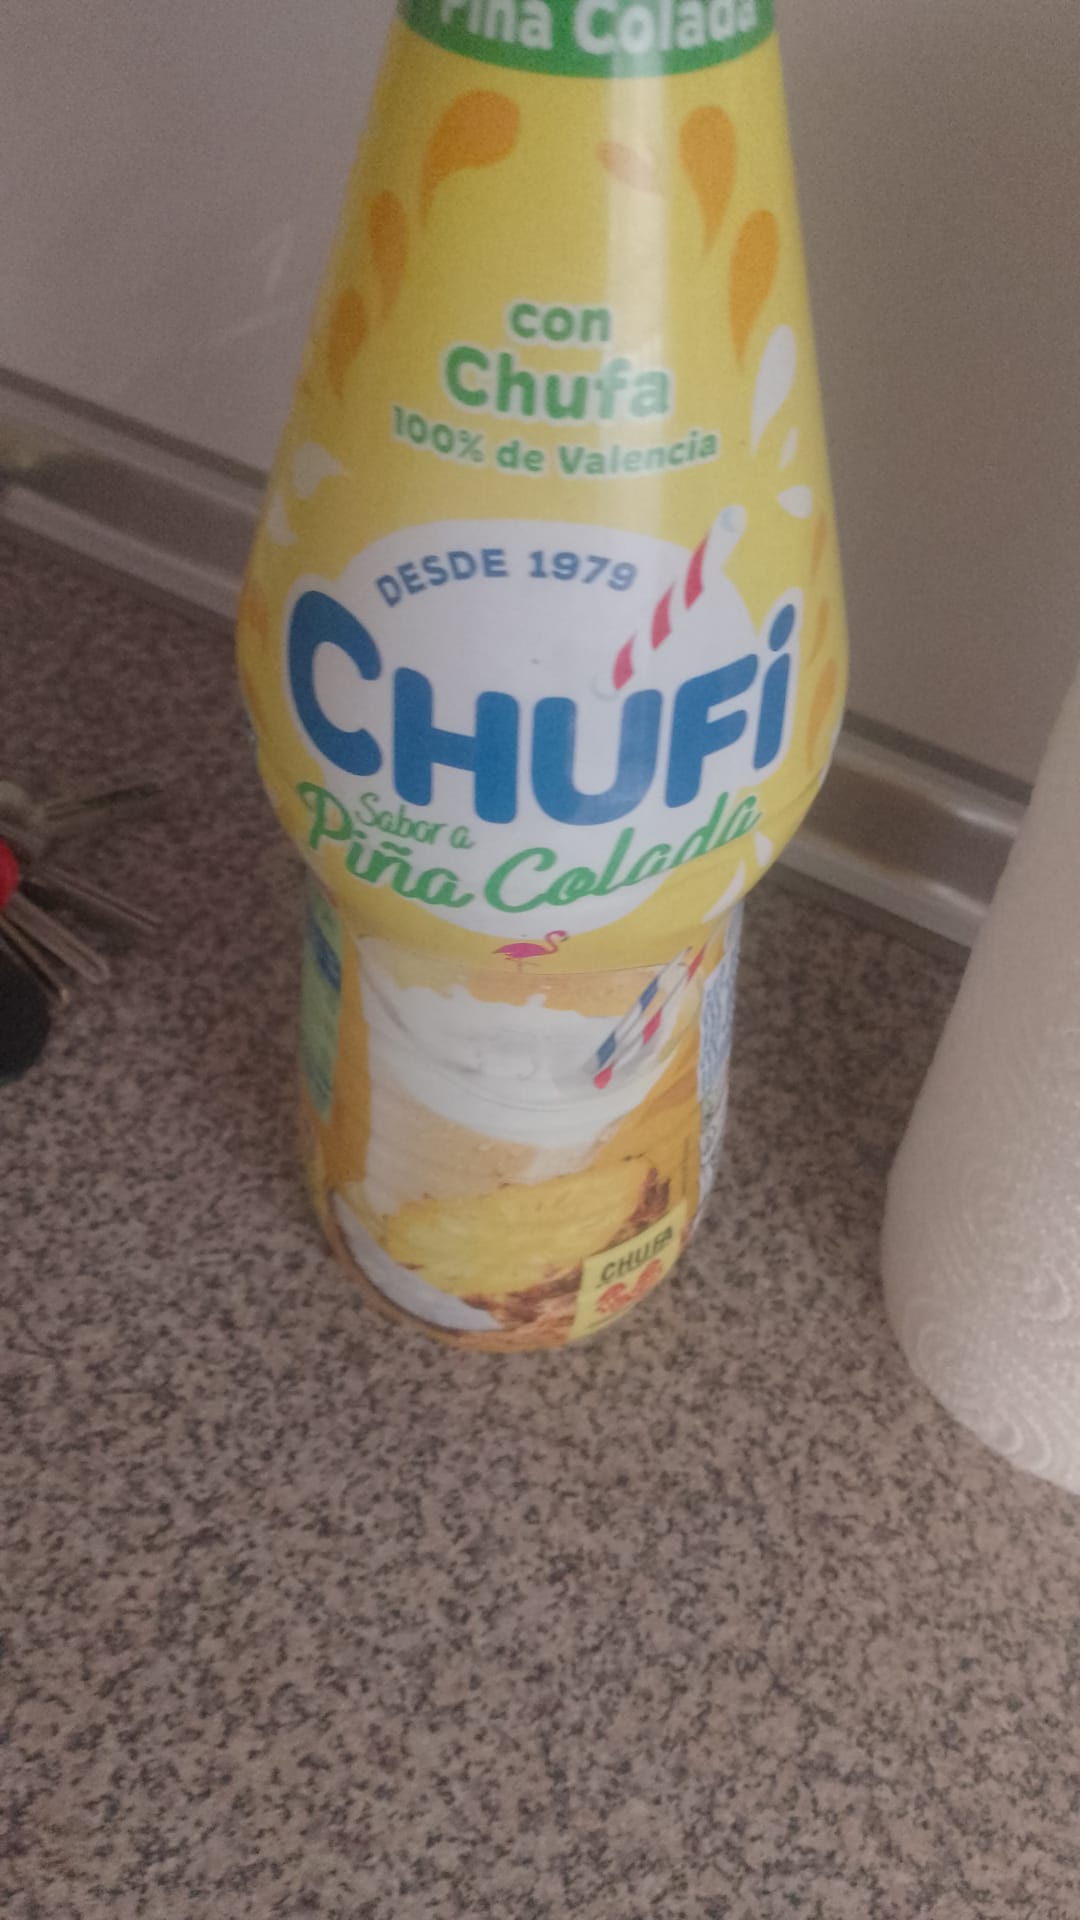 Piña Colada
con
Chufa
100% de Valencia
DESDE 1979
CHUFi
Sabor a
Piña Colada
CHUFA